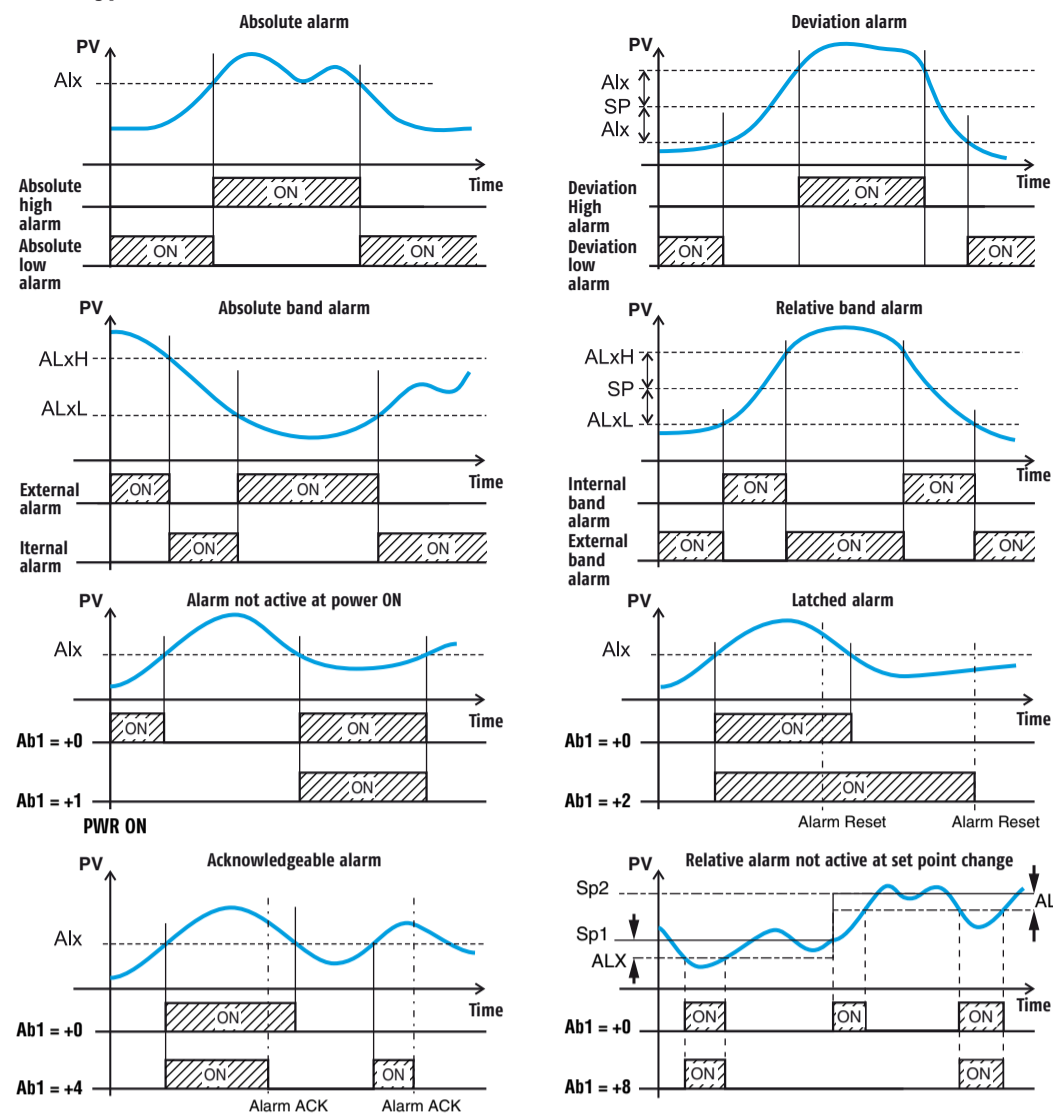 Absolute alarm
PV
Alx
Time
Absolute
high
alarm
ON
Absolute
low
alarm
ON
ON
Deviation alarm
PV
Alx
SP
Alx
Time
Deviation
High
alarm
ON
Deviation
low
alarm
ON
ON
Absolute band alarm
PV
ALxH
ALxL
Time
External
alarm
ON
ON
Iternal
alarm
ON
ON
Relative band alarm
PV
ALxH
SP
ALxL
Time
Internal
band
alarm
ON
ON
External
band
alarm
ON
ON
ON
Alarm not active at power ON
PV
Alx
Time
Ab1 = +0
ON
ON
Ab1 = +1
ON
PWR ON
Latched alarm
PV
Alx
Time
Ab1 = +0
ON
Ab1 = +2
ON
Alarm Reset
Alarm Reset
Acknowledgeable alarm
PV
Alx
Time
Ab1 = +0
ON
Ab1 = +4
ON
ON
Alarm ACK
Alarm ACK
Relative alarm not active at set point change
PV
Sp2
AL
Sp1
ALX
Time
Ab1 = +0
ON
ON
ON
Ab1 = +8
ON
ON